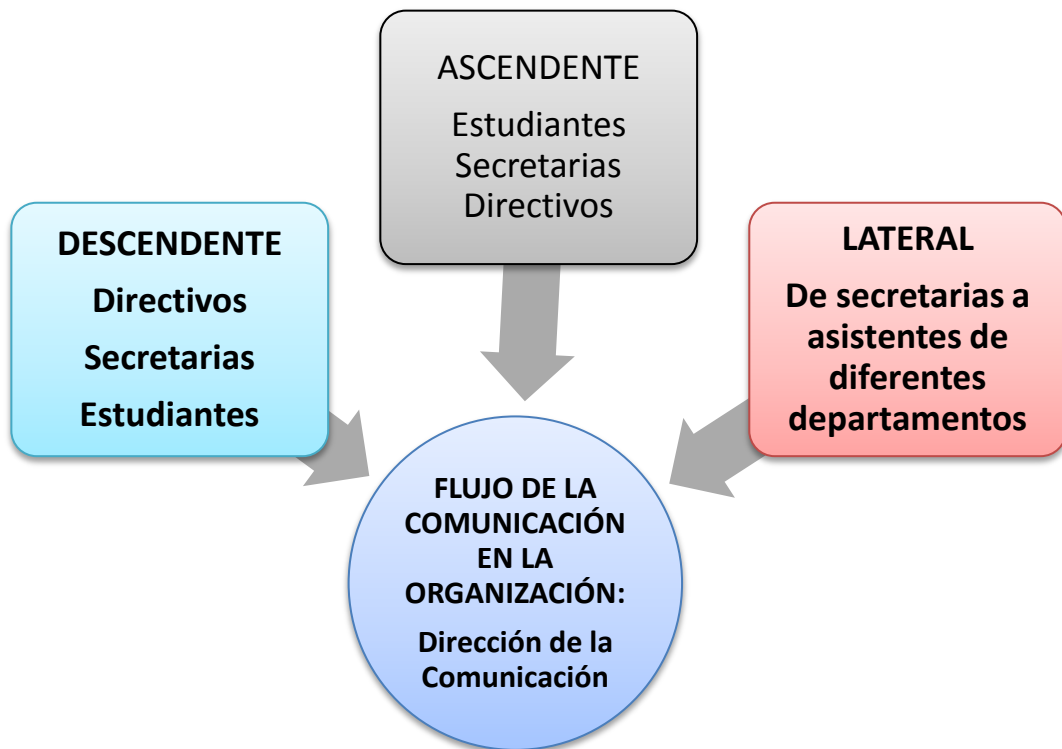 ASCENDENTE
Estudiantes
Secretarias
Directivos
DESCENDENTE
Directivos
Secretarias
Estudiantes
LATERAL
De secretarias a
asistentes de
diferentes
departamentos
FLUJO DE LA
COMUNICACIÓN
EN LA
ORGANIZACIÓN:
Dirección de la
Comunicación